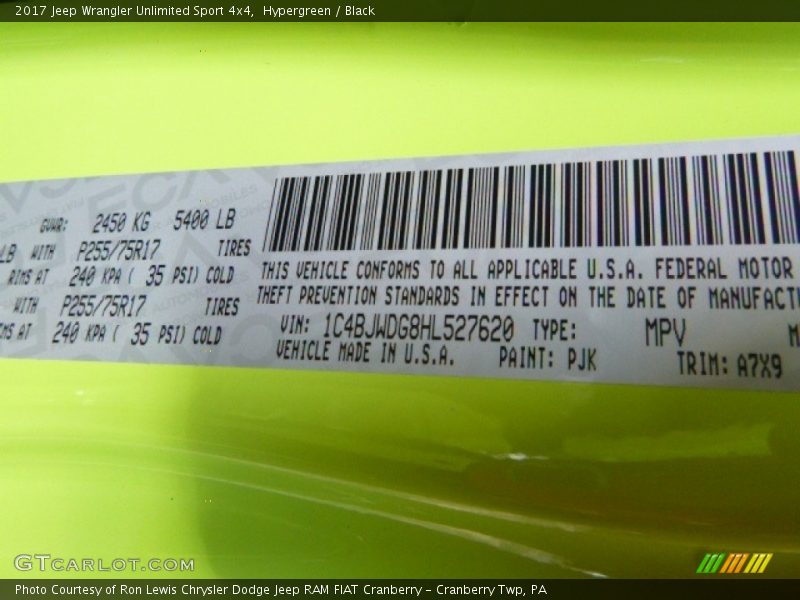 2017 Jeep Wrangler Unlimited Sport 4x4,  Hypergreen / Black
GVWR: 2450 KG 5400 LB
LB WITH P255/75R17 TIRES
RIMS AT 240 KPA ( 35 PSI) COLD
WITH P255/75R17 TIRES
RIMS AT 240 KPA ( 35 PSI) COLD
THIS VEHICLE CONFORMS TO ALL APPLICABLE U.S.A. FEDERAL MOTOR
THEFT PREVENTION STANDARDS IN EFFECT ON THE DATE OF MANUFACT
VIN: 1C4BJWDG8HL527620 TYPE: MPV
VEHICLE MADE IN U.S.A. PAINT: PJK TRIM: A7X9
GTCARLOT.COM
Photo Courtesy of Ron Lewis Chrysler Dodge Jeep RAM FIAT Cranberry – Cranberry Twp, PA